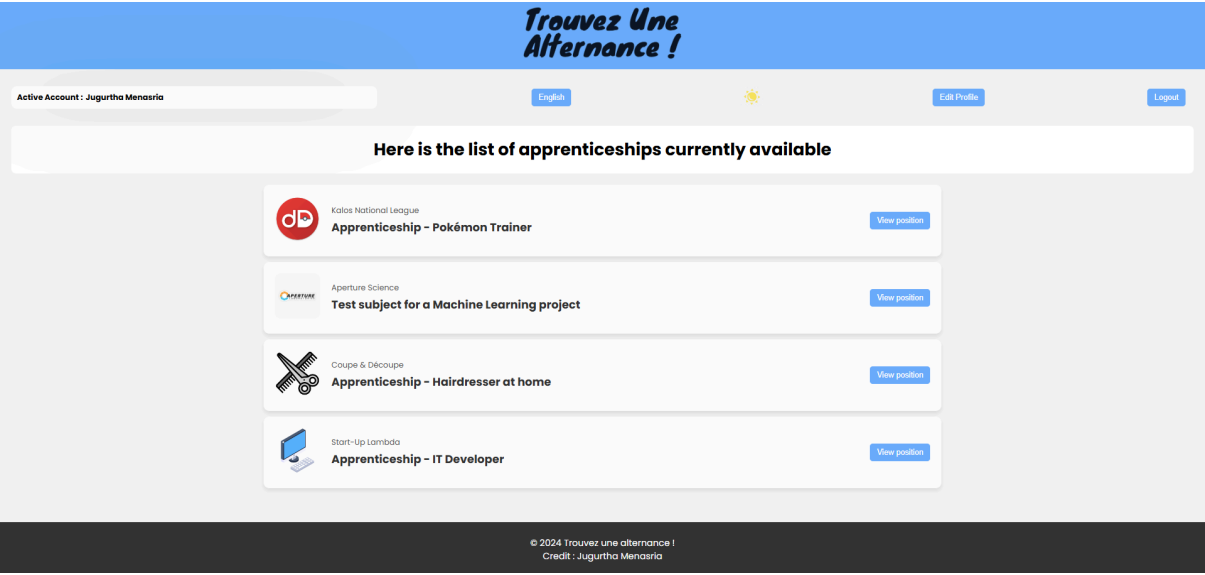 Trouvez Une
Alternance !
Active Account : Jugurtha Menasria
English
Edit Profile
Logout
Here is the list of apprenticeships currently available
dD
Kalos National League
Apprenticeship - Pokémon Trainer
View position
APERTURE
Aperture Science
Test subject for a Machine Learning project
View position
Coupe & Découpe
Apprenticeship - Hairdresser at home
View position
Start-Up Lambda
Apprenticeship - IT Developer
View position
© 2024 Trouvez une alternance !
Credit : Jugurtha Menasria